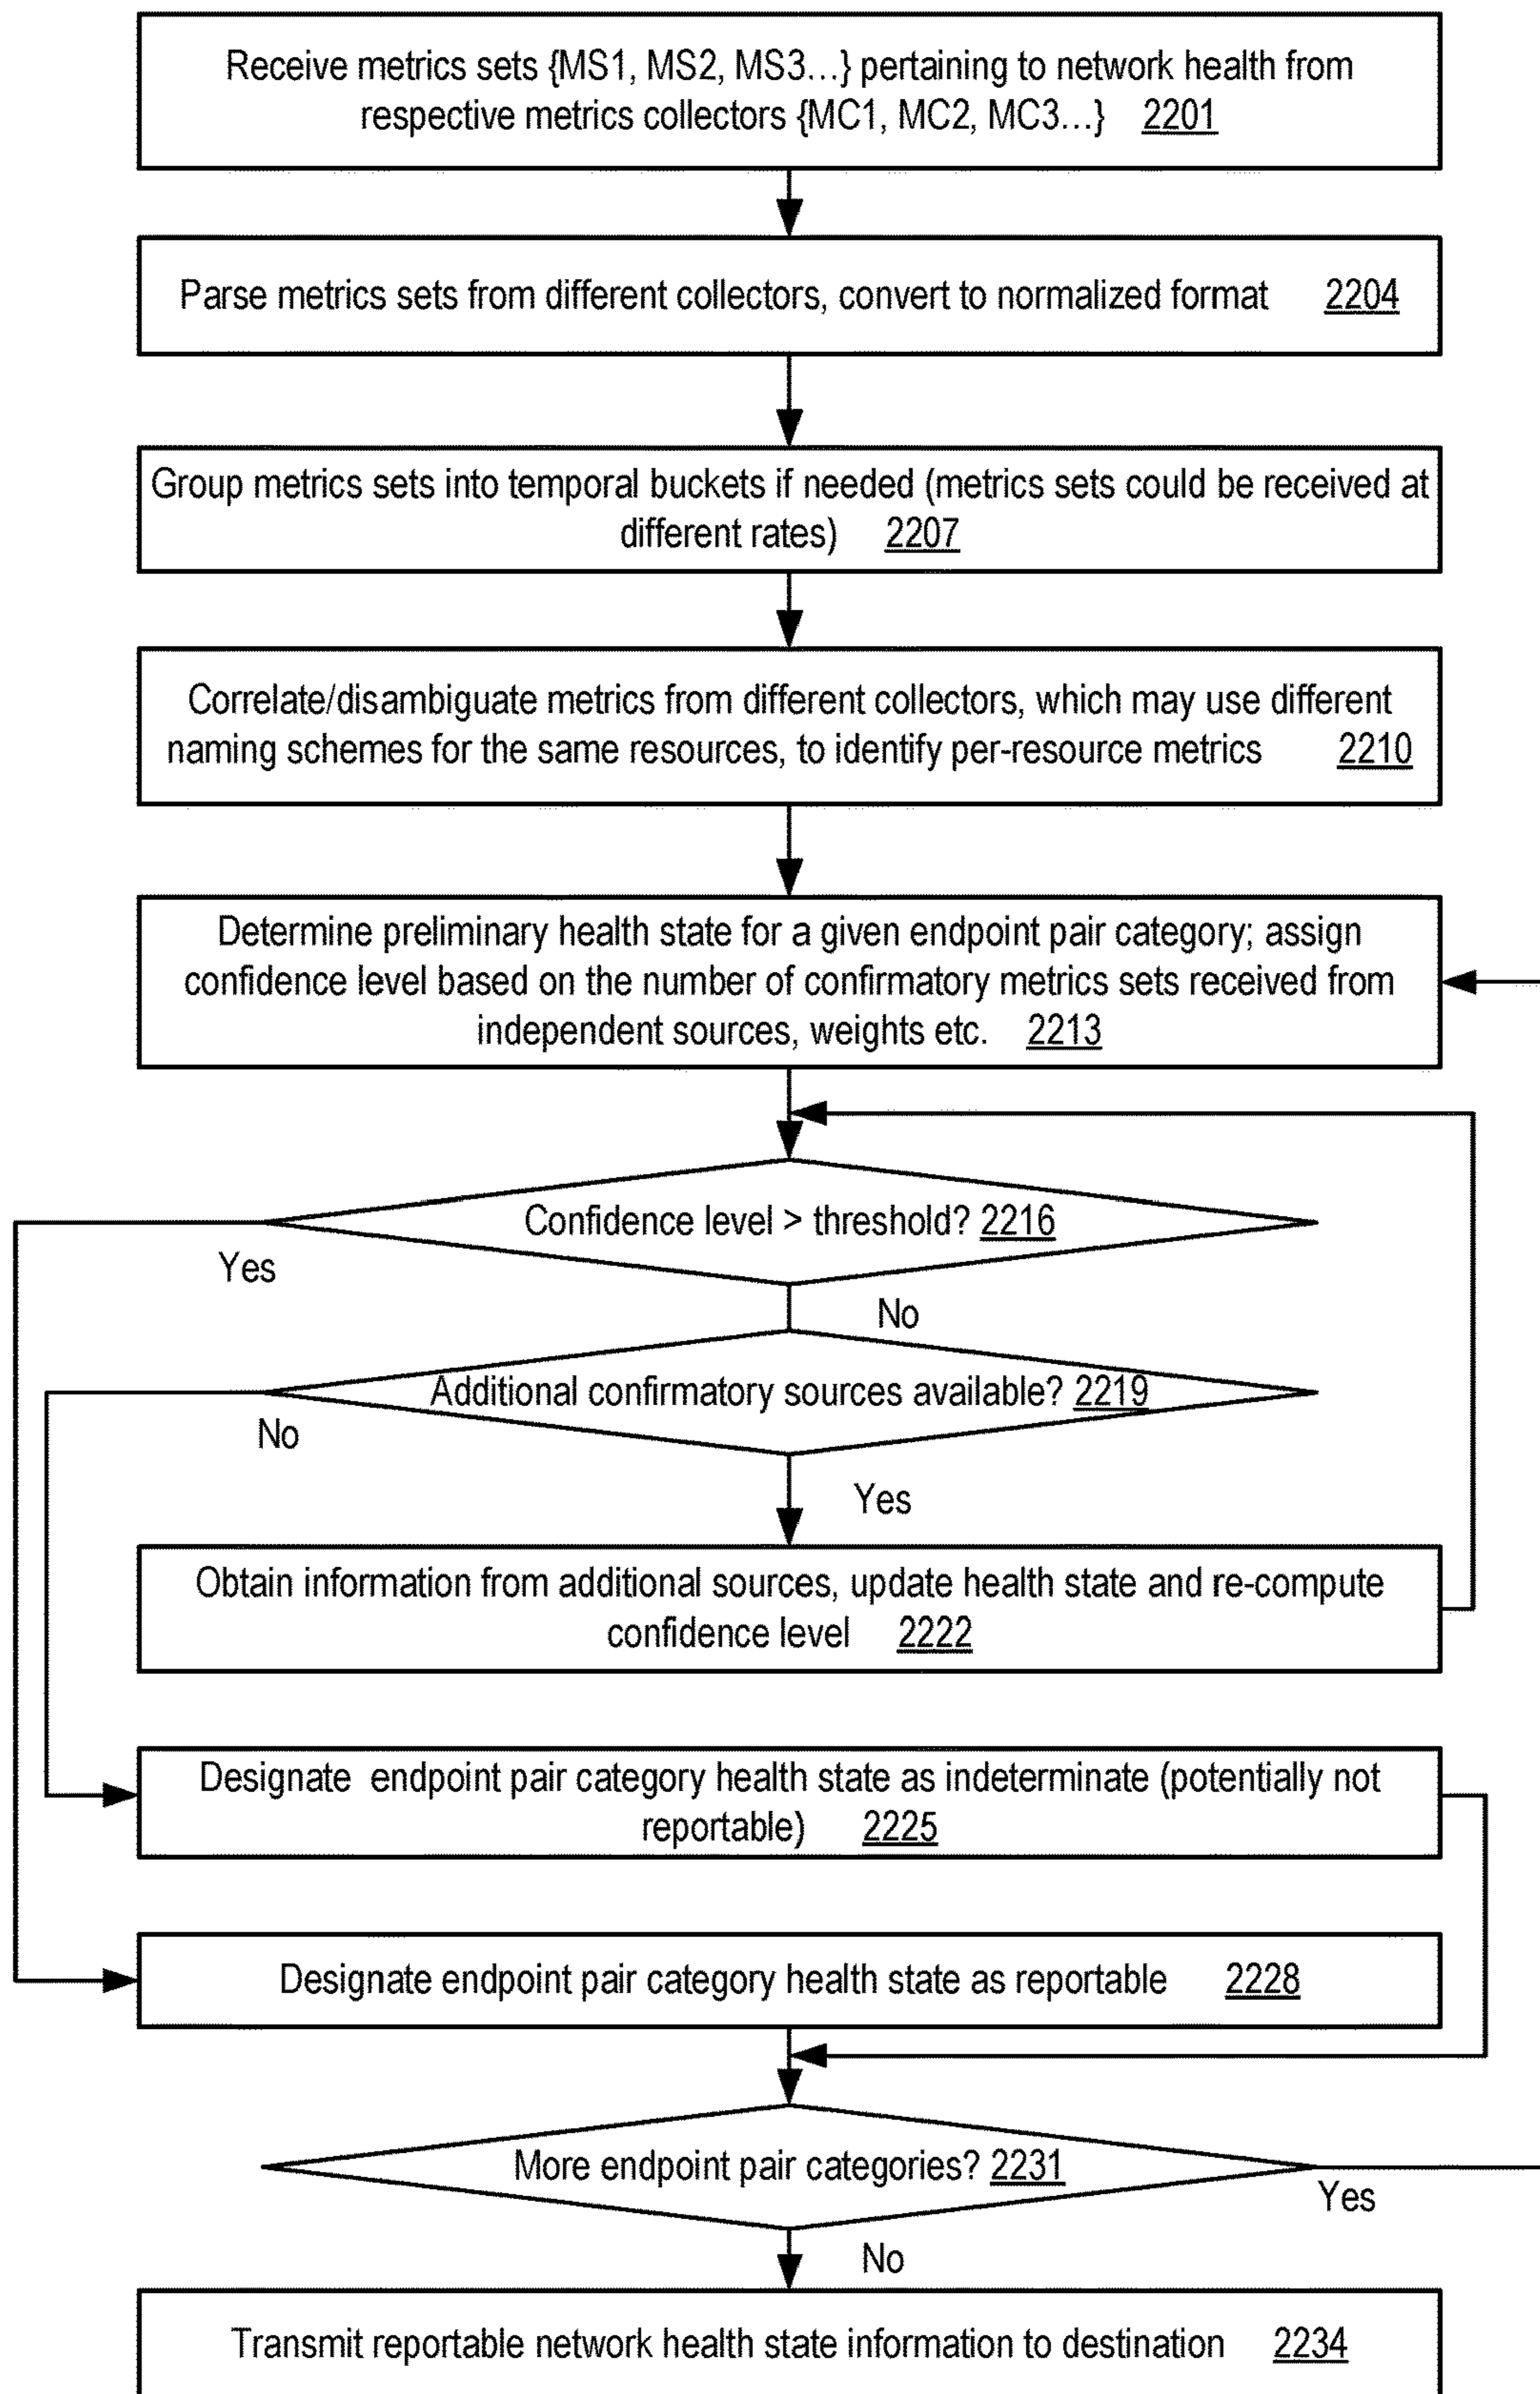 Receive metrics sets {MS1, MS2, MS3…} pertaining to network health from
respective metrics collectors {MC1, MC2, MC3…} 2201
Parse metrics sets from different collectors, convert to normalized format 2204
Group metrics sets into temporal buckets if needed (metrics sets could be received at
different rates) 2207
Correlate/disambiguate metrics from different collectors, which may use different
naming schemes for the same resources, to identify per-resource metrics 2210
Determine preliminary health state for a given endpoint pair category; assign
confidence level based on the number of confirmatory metrics sets received from
independent sources, weights etc. 2213
Confidence level > threshold? 2216
Yes
No
Additional confirmatory sources available? 2219
No
Yes
Obtain information from additional sources, update health state and re-compute
confidence level 2222
Designate endpoint pair category health state as indeterminate (potentially not
reportable) 2225
Designate endpoint pair category health state as reportable 2228
More endpoint pair categories? 2231
Yes
No
Transmit reportable network health state information to destination 2234